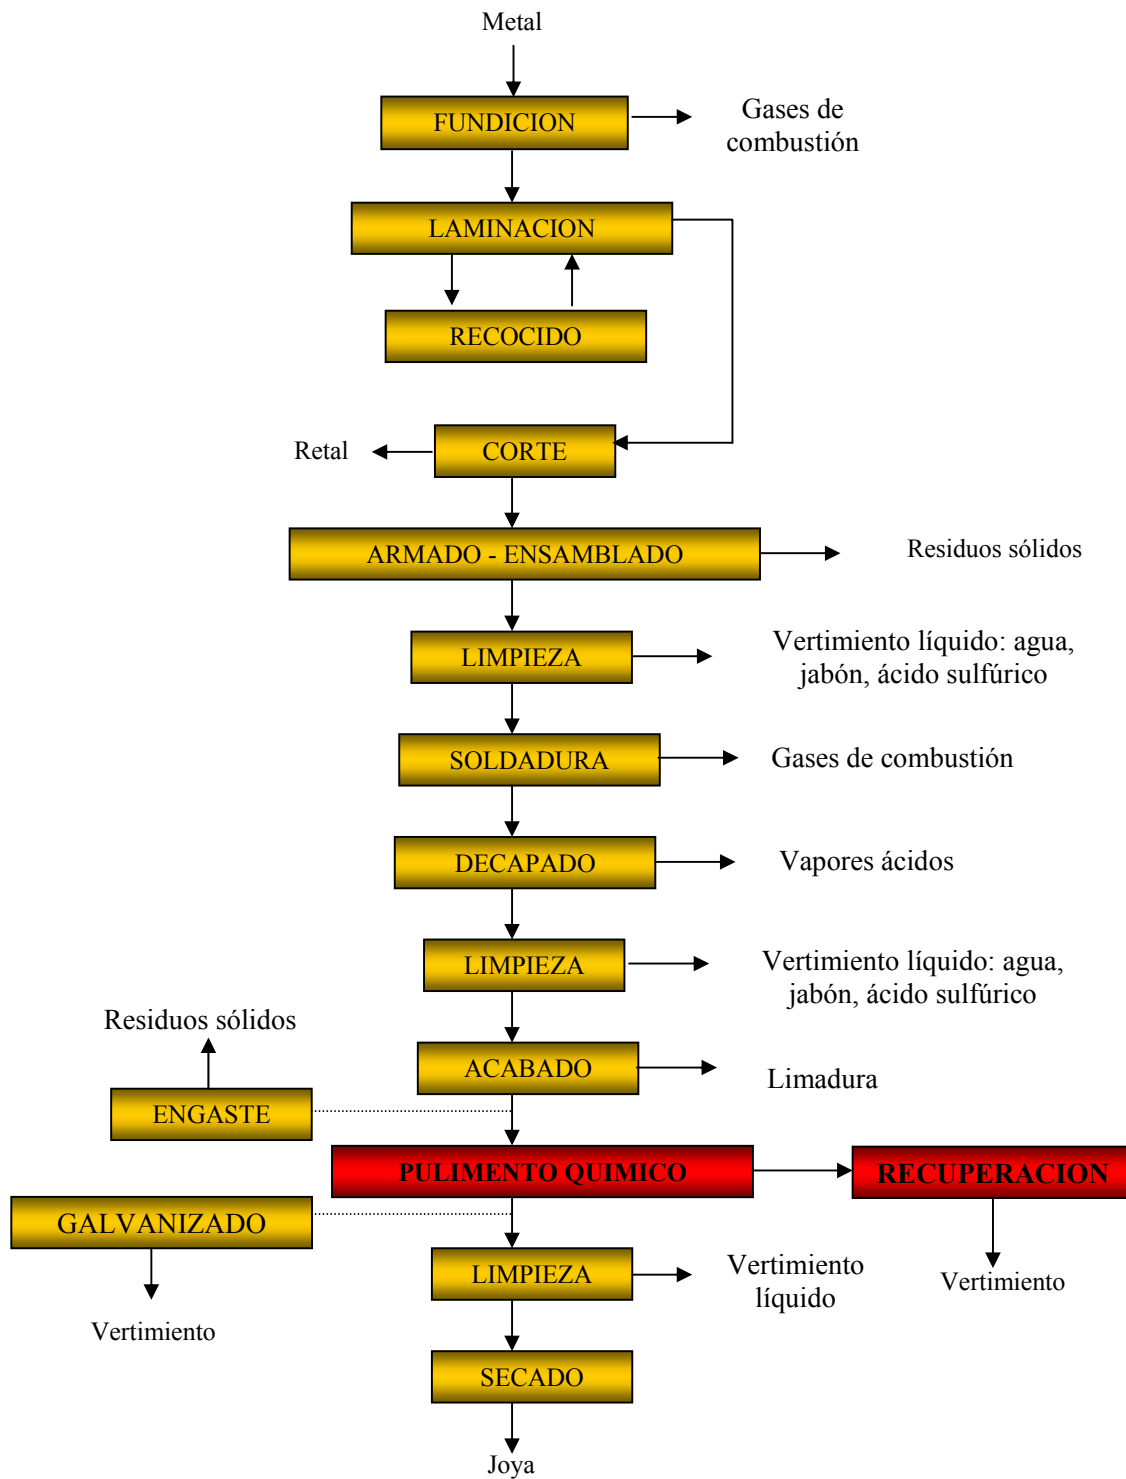 Metal
FUNDICION
Gases de
combustión
LAMINACION
RECOCIDO
Retal
CORTE
ARMADO - ENSAMBLADO
Residuos sólidos
LIMPIEZA
Vertimiento líquido: agua,
jabón, ácido sulfúrico
SOLDADURA
Gases de combustión
DECAPADO
Vapores ácidos
LIMPIEZA
Vertimiento líquido: agua,
jabón, ácido sulfúrico
Residuos sólidos
ACABADO
Limadura
ENGASTE
PULIMENTO QUIMICO
RECUPERACION
GALVANIZADO
LIMPIEZA
Vertimiento
líquido
Vertimiento
Vertimiento
SECADO
Joya